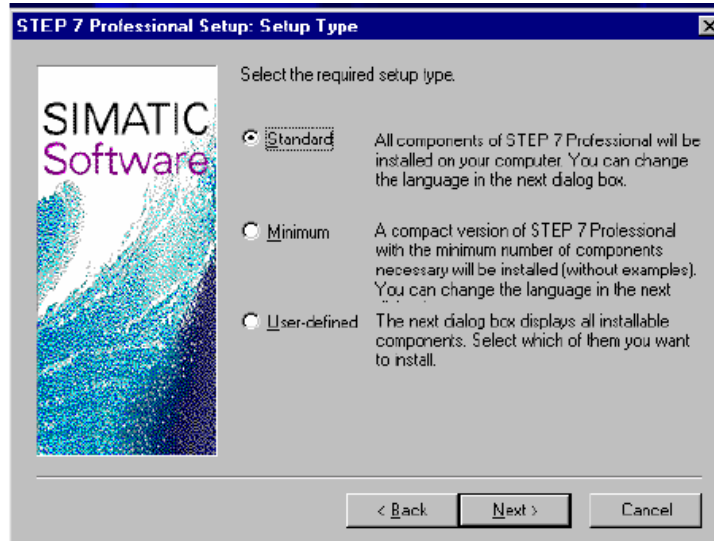 STEP 7 Professional Setup: Setup Type
SIMATIC
Software
Select the required setup type.
Standard
All components of STEP 7 Professional will be
installed on your computer. You can change
the language in the next dialog box.
Minimum
A compact version of STEP 7 Professional
with the minimum number of components
necessary will be installed (without examples).
You can change the language in the next
User-defined
The next dialog box displays all installable
components. Select which of them you want
to install.
< Back
Next >
Cancel